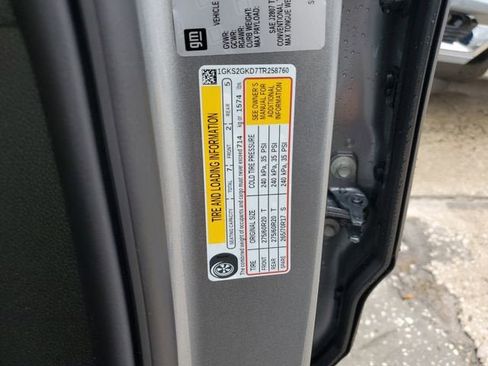 gm
VEHICLE
GVWR:
GCWR:
RGAWR:
CURB WEIGHT:
MAX PAYLOAD:
SAE J2807 T
CONVENTIONAL
MAX TONGUE
1GKS2GKD7TR258760
TIRE AND LOADING INFORMATION
SEATING CAPACITY TOTAL 7 FRONT 2 REAR 5
The combined weight of occupants and cargo must never exceed 714 kg or 1574 lbs.
TIRE ORIGINAL SIZE COLD TIRE PRESSURE
FRONT 275/60R20 240 kPa, 35 PSI
REAR 275/60R20 T 240 kPa, 35 PSI
SPARE 265/70R17 S 240 kPa, 35 PSI
SEE OWNER'S
MANUAL FOR
ADDITIONAL
INFORMATION